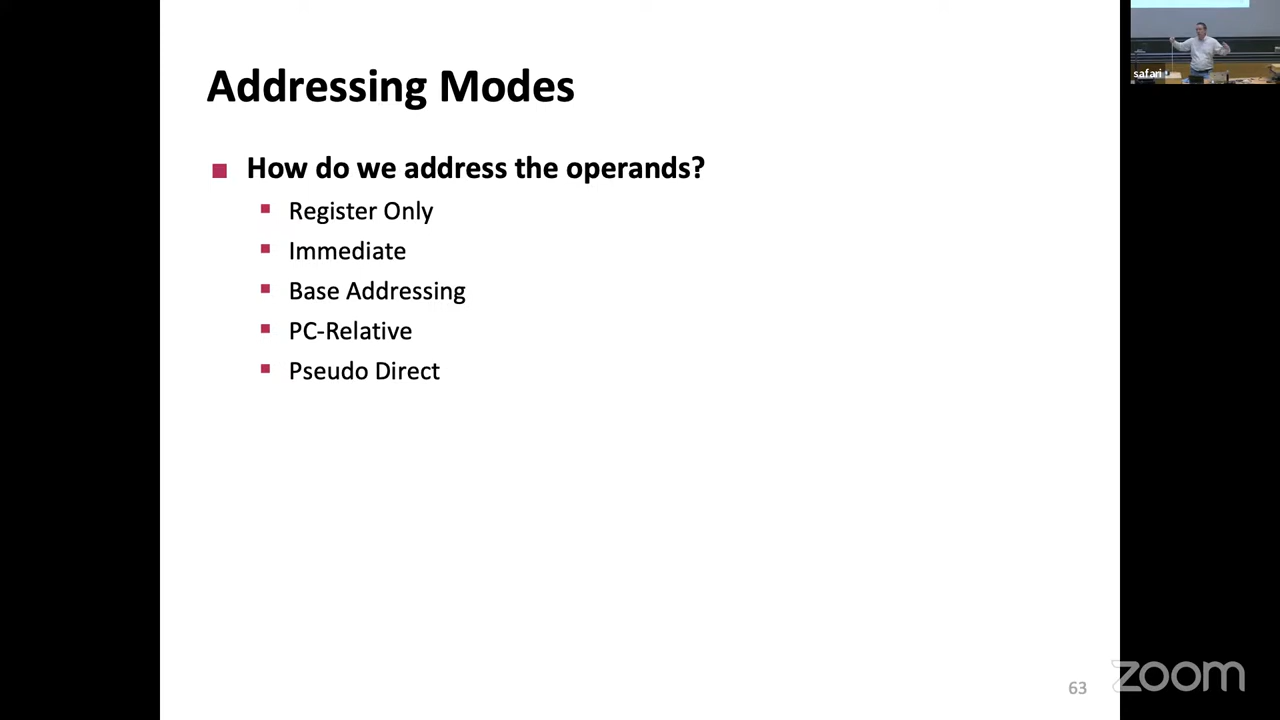 Addressing Modes
How do we address the operands?
Register Only
Immediate
Base Addressing
PC-Relative
Pseudo Direct
63
zoom
safari